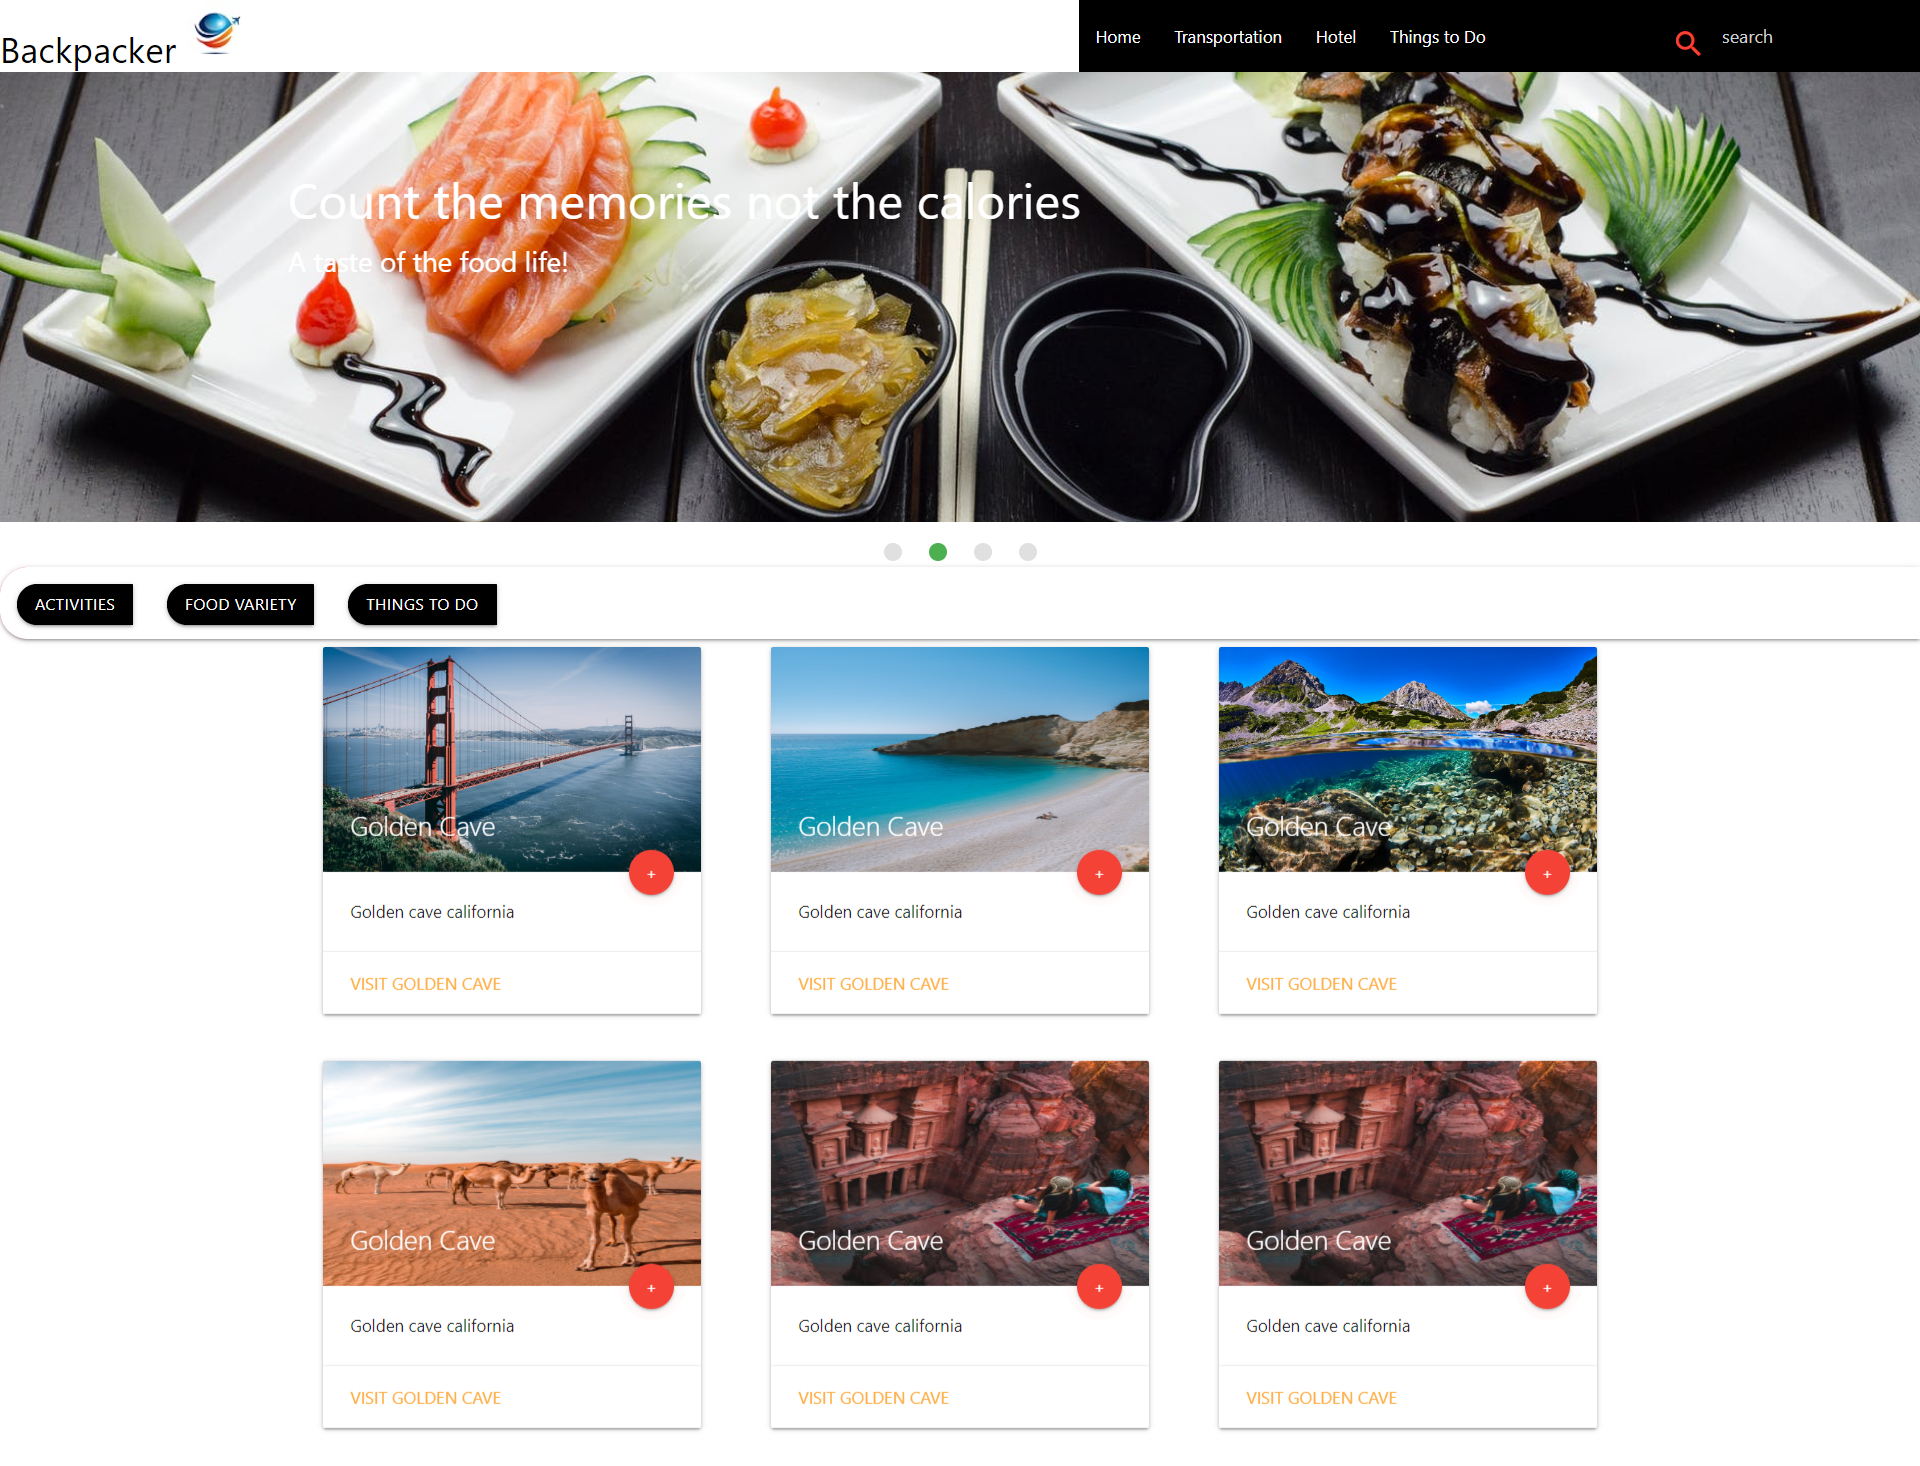 Backpacker
Home Transportation Hotel Things to Do search
Count the memories not the calories
A taste of the food life!
ACTIVITIES FOOD VARIETY THINGS TO DO
Golden Cave Golden Cave Golden Cave
+ + +
Golden cave california Golden cave california Golden cave california
VISIT GOLDEN CAVE VISIT GOLDEN CAVE VISIT GOLDEN CAVE
Golden Cave Golden Cave Golden Cave
+ + +
Golden cave california Golden cave california Golden cave california
VISIT GOLDEN CAVE VISIT GOLDEN CAVE VISIT GOLDEN CAVE